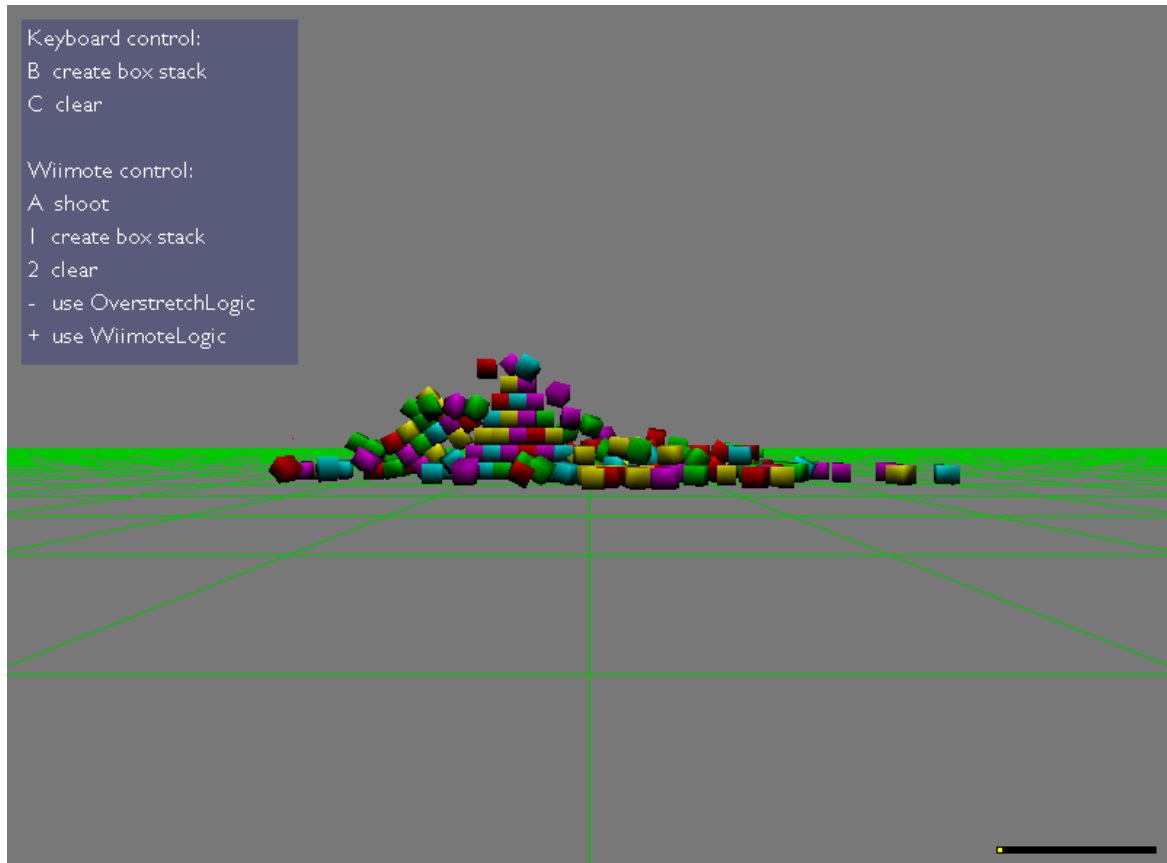 Keyboard control:
B create box stack
C clear
Wiimote control:
A shoot
1 create box stack
2 clear
- use OverstretchLogic
+ use WiimoteLogic